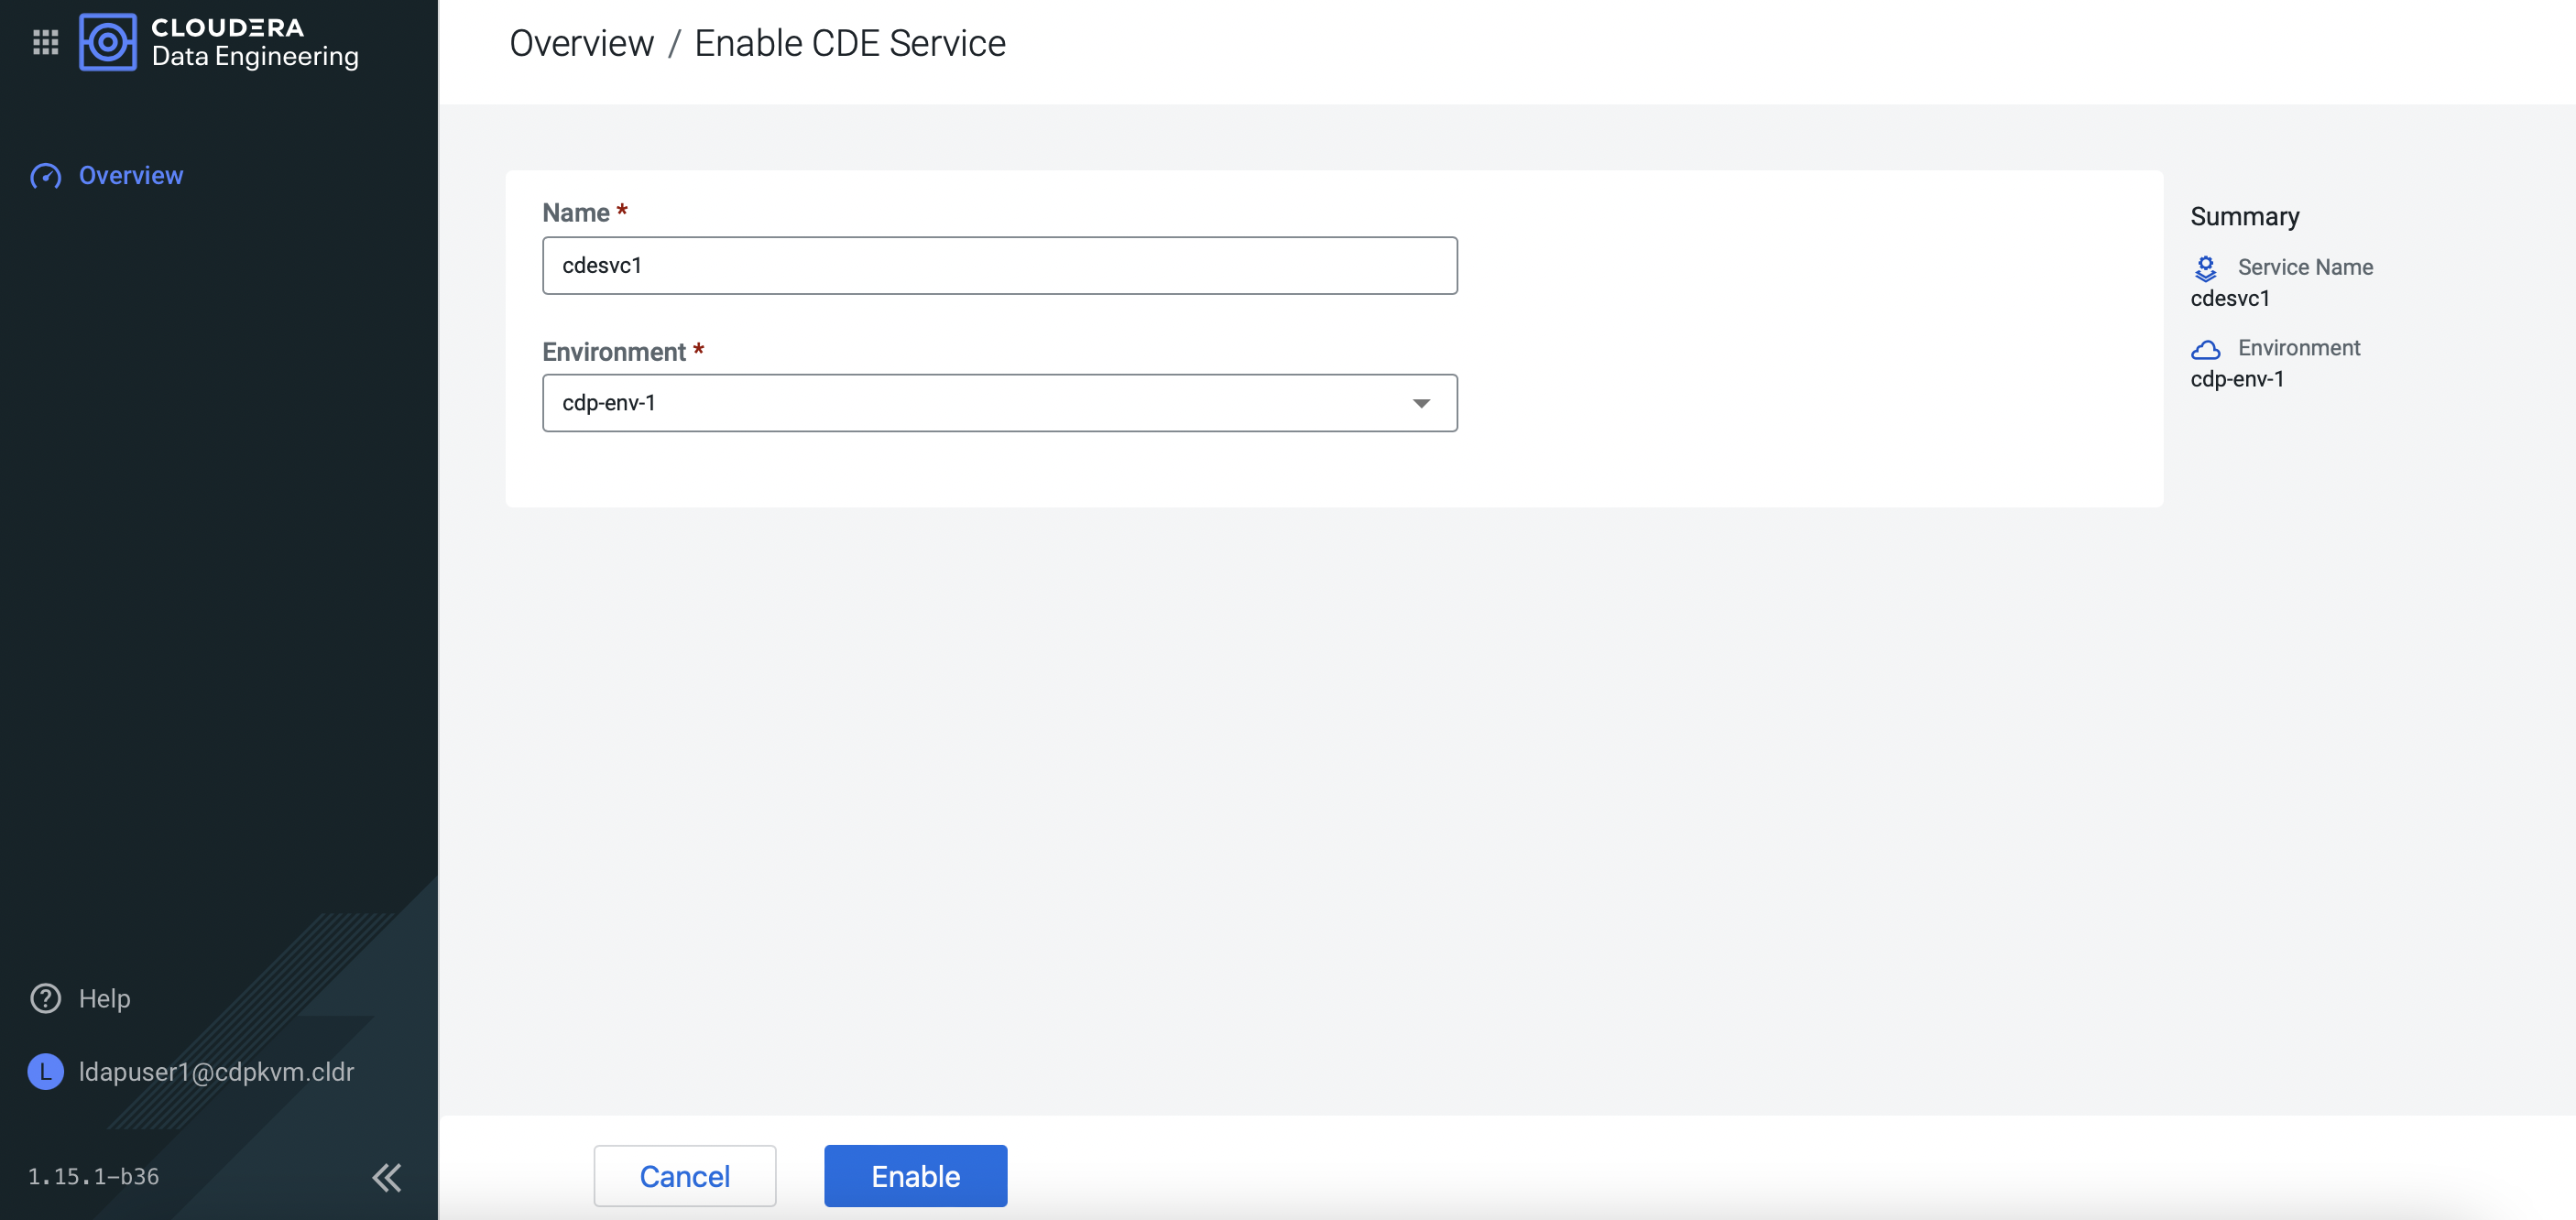 CLOUDERA
Data Engineering
Overview
Help
L
ldapuser1@cdpkvm.cldr
1.15.1-b36
Overview / Enable CDE Service
Name *
cdesvc1
Environment *
cdp-env-1
Summary
Service Name
cdesvc1
Environment
cdp-env-1
Cancel
Enable